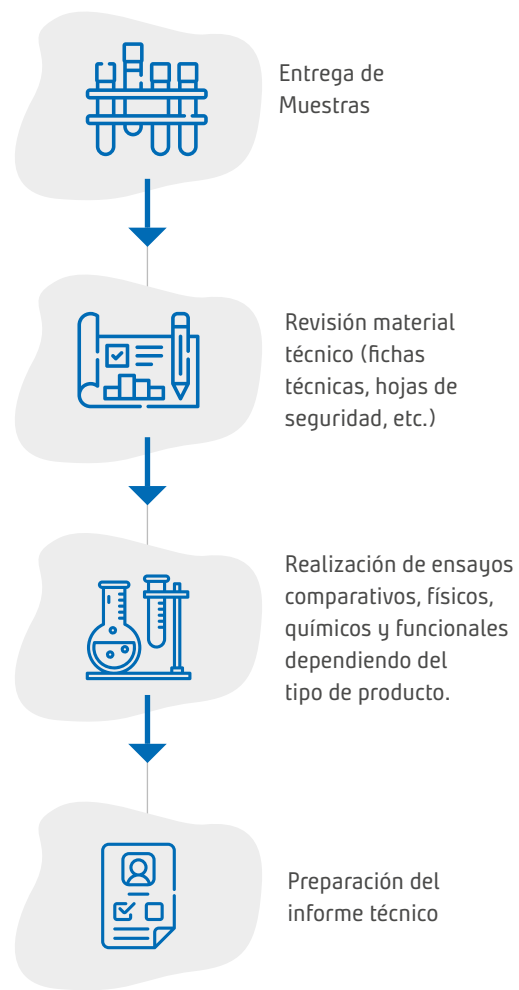 Entrega de
Muestras
Revisión material
técnico (fichas
técnicas, hojas de
seguridad, etc.)
Realización de ensayos
comparativos, físicos,
químicos y funcionales
dependiendo del
tipo de producto.
Preparación del
informe técnico